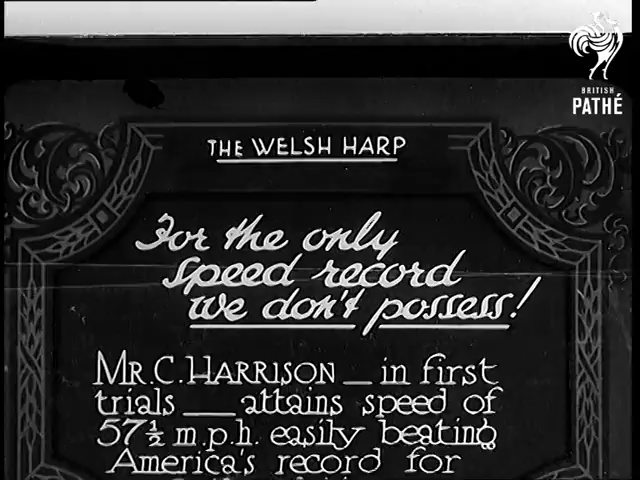 BRITISH
PATHÉ
THE WELSH HARP
For the only
speed record
we don't possess!
MR. C. HARRISON — in first
trials — attains speed of
57½ m.p.h. easily beating
America's record for